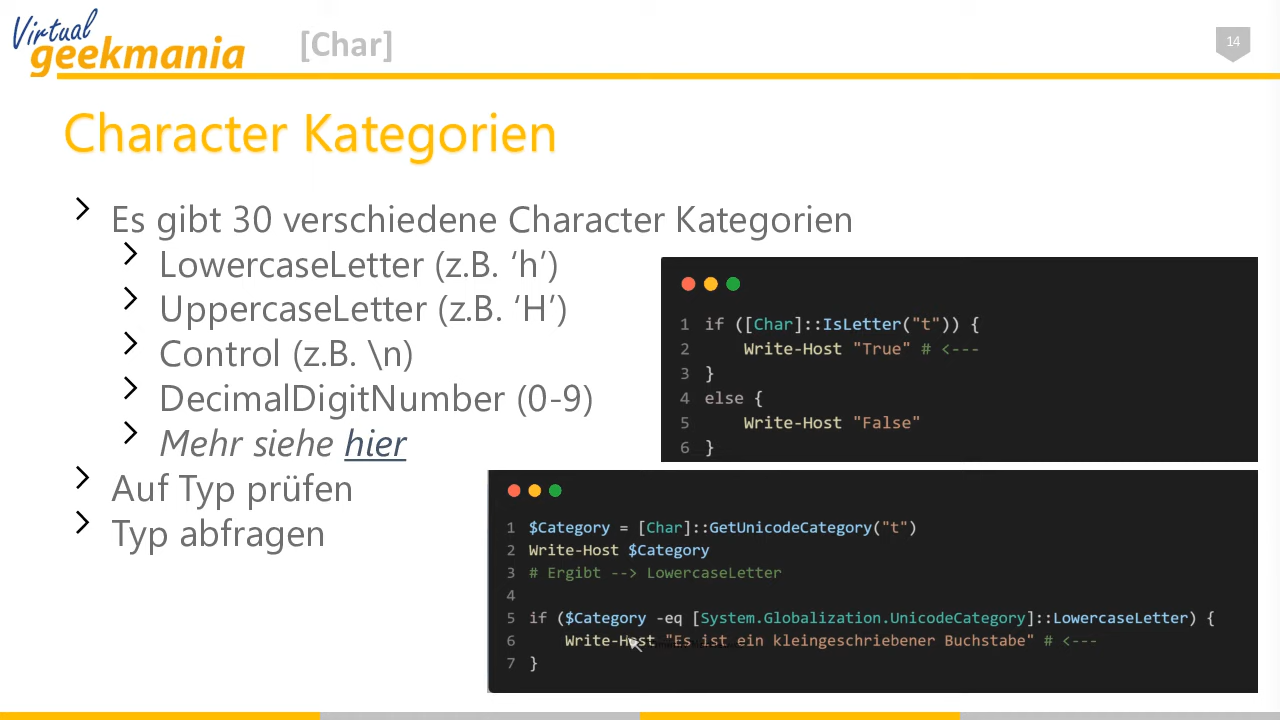 Virtual
geekmania
[Char]
14
Character Kategorien
Es gibt 30 verschiedene Character Kategorien
LowercaseLetter (z.B. ‘h’)
UppercaseLetter (z.B. ‘H’)
Control (z.B. \n)
DecimalDigitNumber (0-9)
Mehr siehe hier
Auf Typ prüfen
Typ abfragen
1 if ([Char]::IsLetter("t")) {
2 Write-Host "True" # <---
3 }
4 else {
5 Write-Host "False"
6 }
1 $Category = [Char]::GetUnicodeCategory("t")
2 Write-Host $Category
3 # Ergibt --> LowercaseLetter
4
5 if ($Category -eq [System.Globalization.UnicodeCategory]::LowercaseLetter) {
6 Write-Host "Es ist ein kleingeschriebener Buchstabe" # <---
7 }